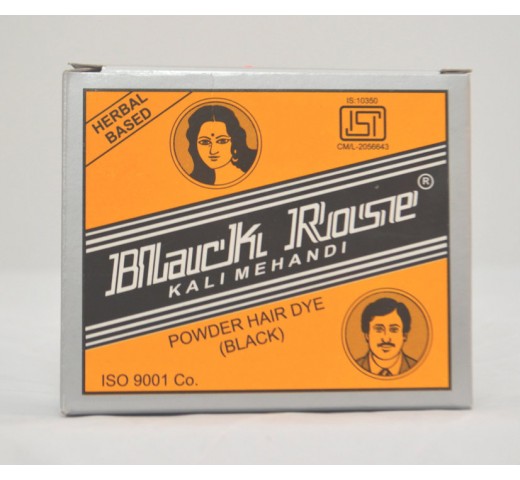 HERBAL
BASED
IS:10350
ISI
CM/L-2056643
Black Rose®
KALI MEHANDI
POWDER HAIR DYE
(BLACK)
ISO 9001 Co.